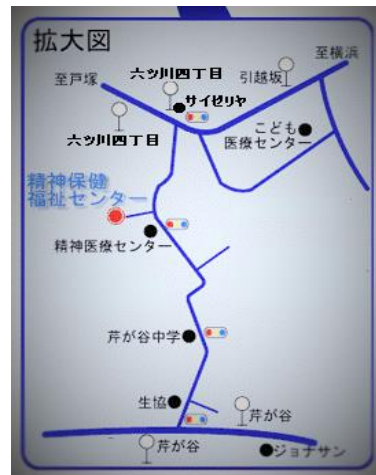 拡大図
至横浜
六ツ川四丁目
引越坂
至戸塚
サイゼリヤ
こども
医療センター
六ツ川四丁目
精神保健
福祉センター
精神医療センター
芹が谷中学
生協
芹が谷
芹が谷
ジョナサン